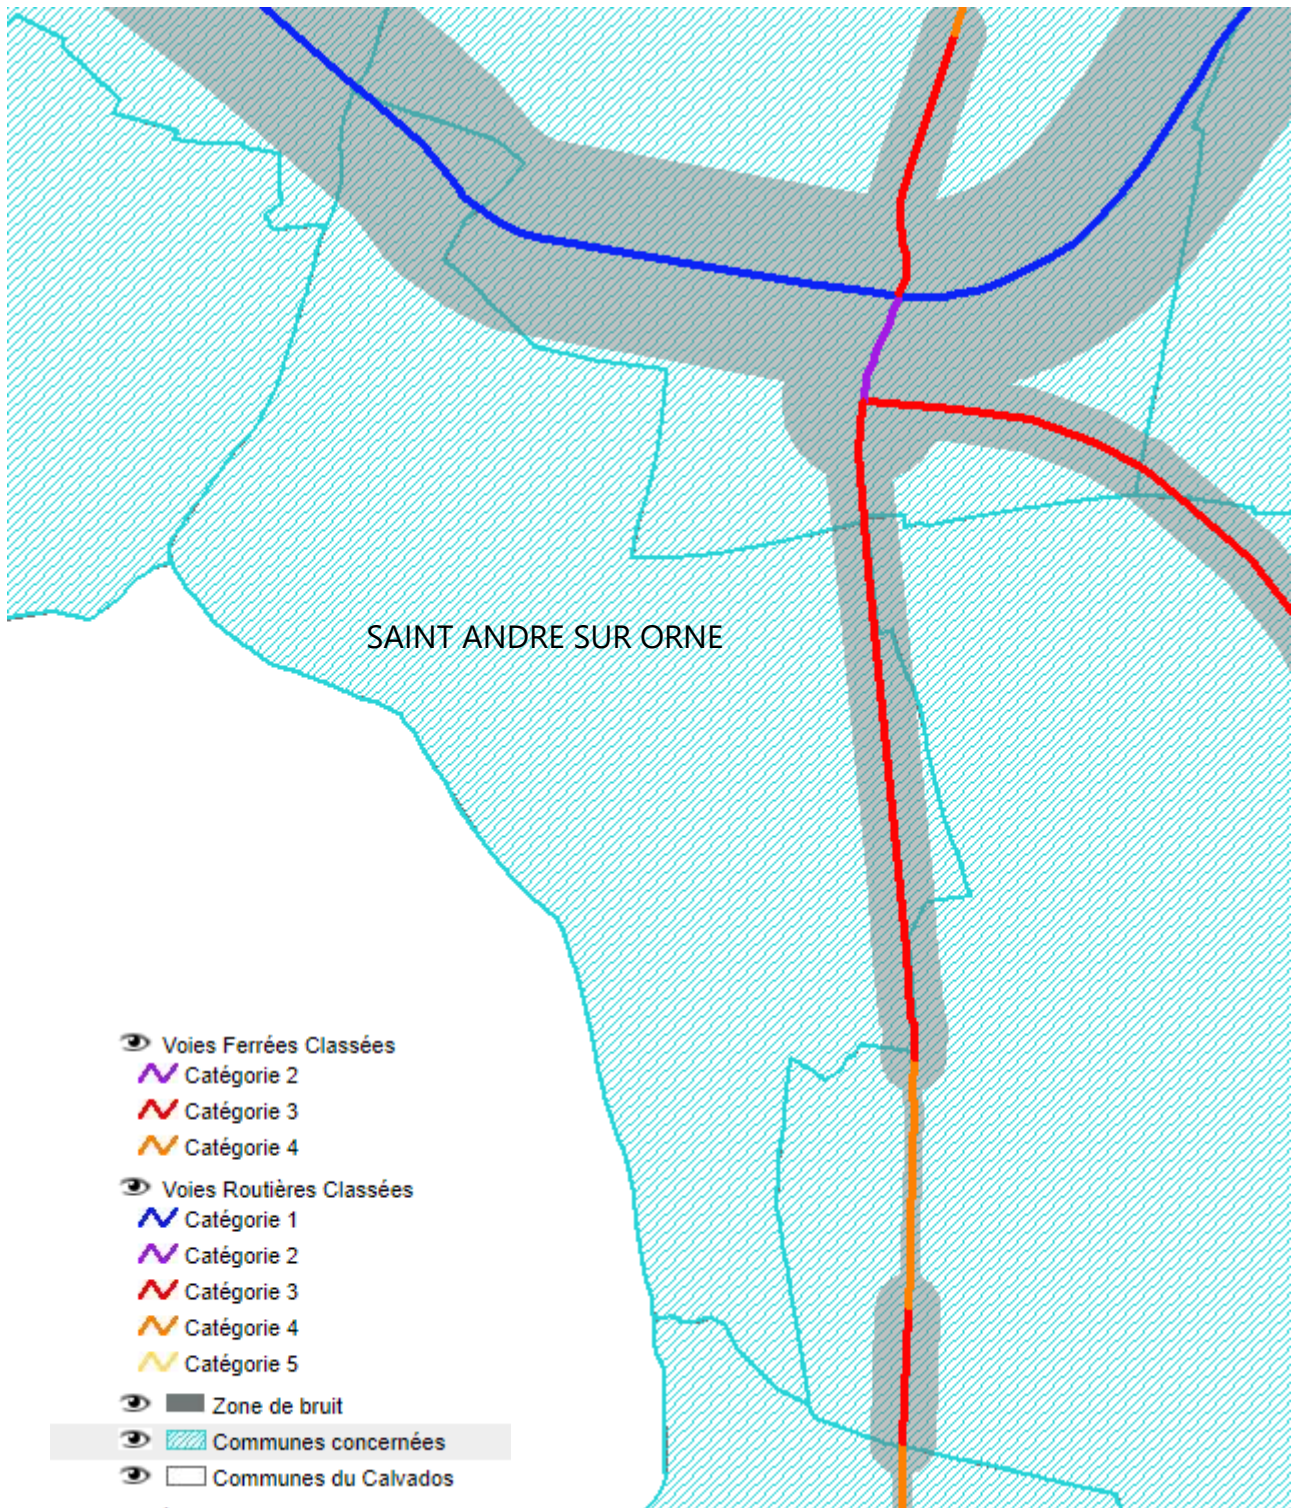 SAINT ANDRE SUR ORNE
Voies Ferrées Classées
Catégorie 2
Catégorie 3
Catégorie 4
Voies Routières Classées
Catégorie 1
Catégorie 2
Catégorie 3
Catégorie 4
Catégorie 5
Zone de bruit
Communes concernées
Communes du Calvados